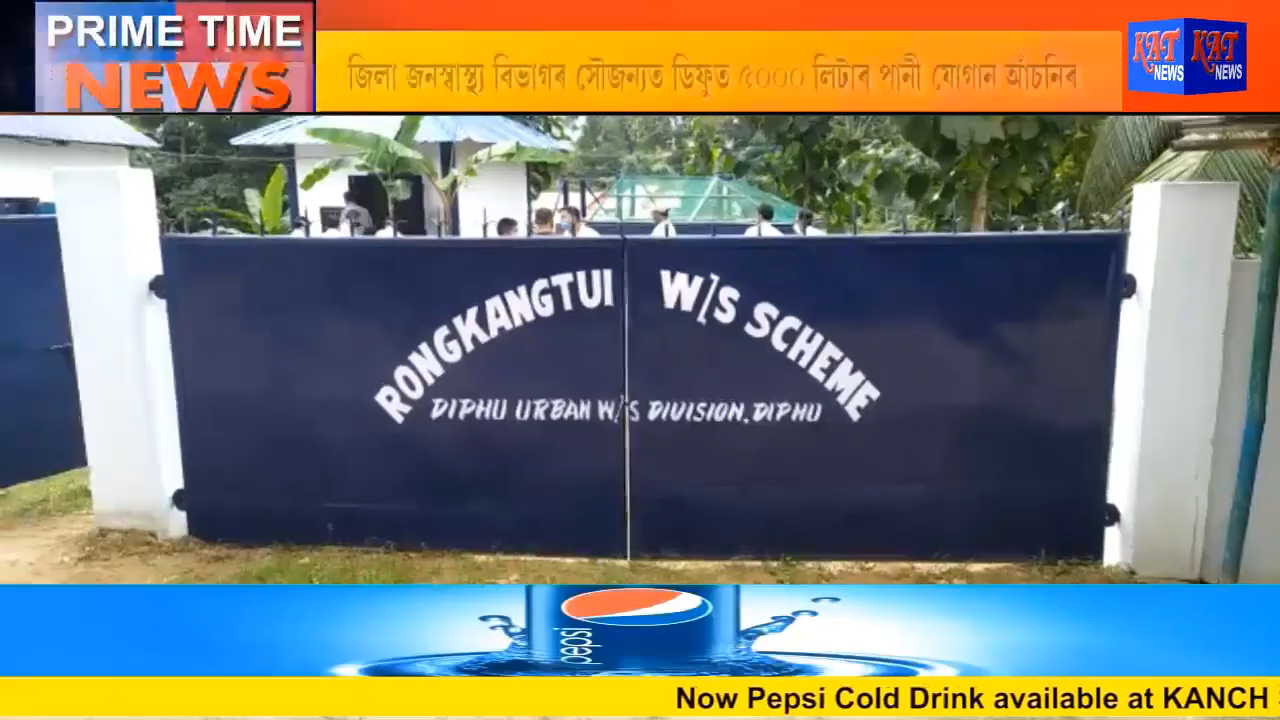 PRIME TIME
NEWS
জিলা জনস্বাস্থ্য বিভাগৰ সৌজন্যত ডিফুত ৫০০০ লিটাৰ পানী যোগান আঁচনিৰ
KAT NEWS
KAT NEWS
RONGKANGTUI W/S SCHEME
DIPHU URBAN W/S DIVISION, DIPHU
pepsi
Now Pepsi Cold Drink available at KANCH